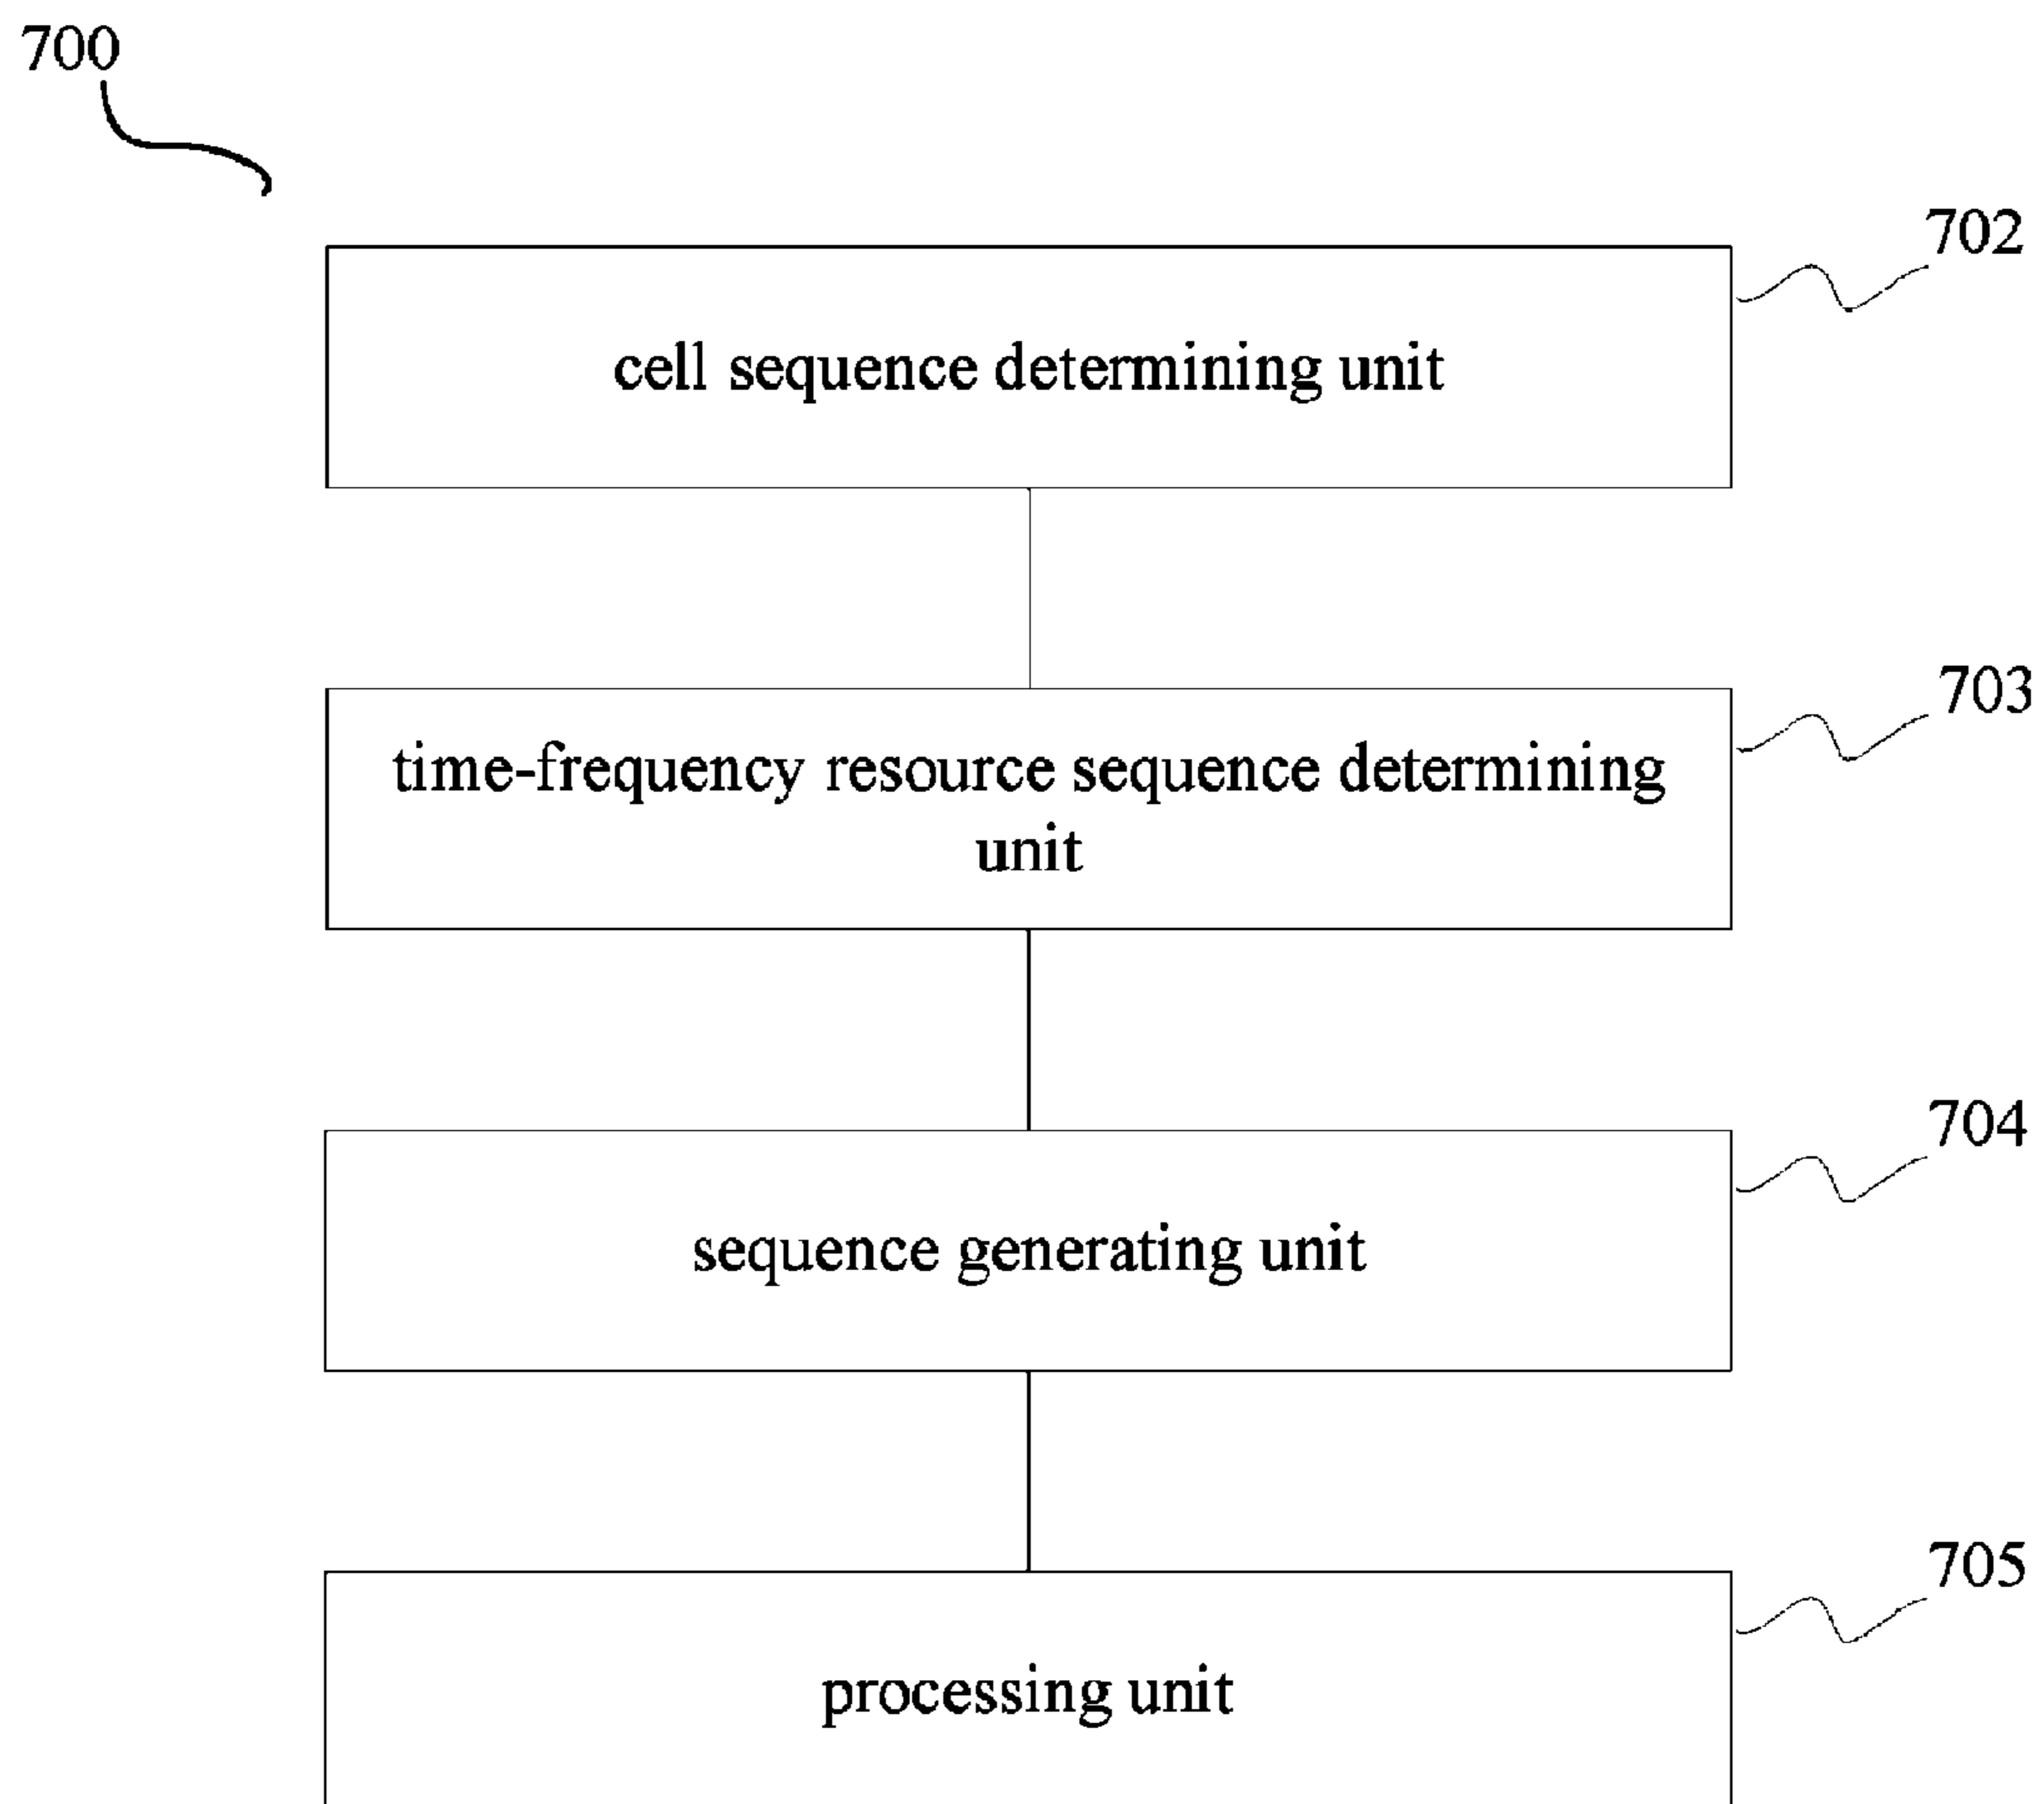 700
702
cell sequence determining unit
703
time-frequency resource sequence determining
unit
704
sequence generating unit
705
processing unit